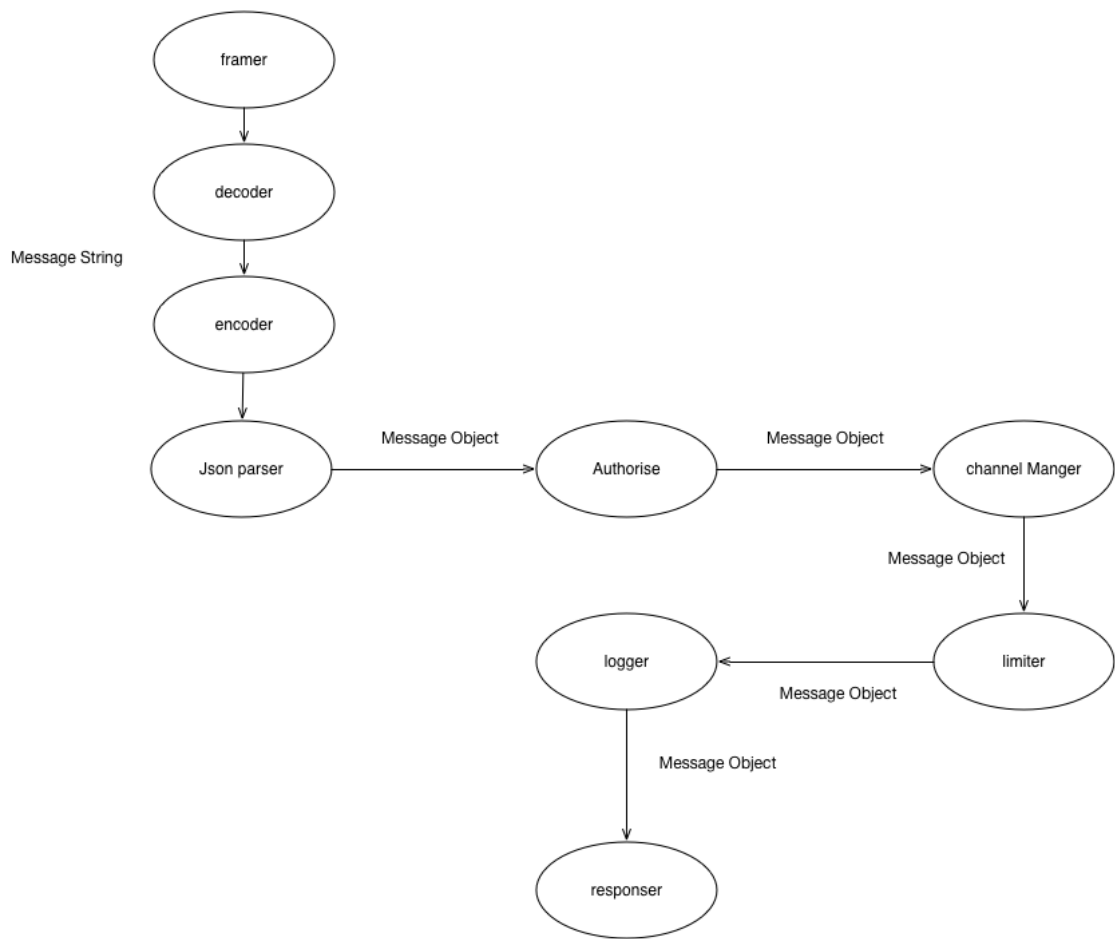 framer
decoder
Message String
encoder
Json parser
Message Object
Authorise
Message Object
channel Manger
Message Object
limiter
Message Object
logger
Message Object
responser